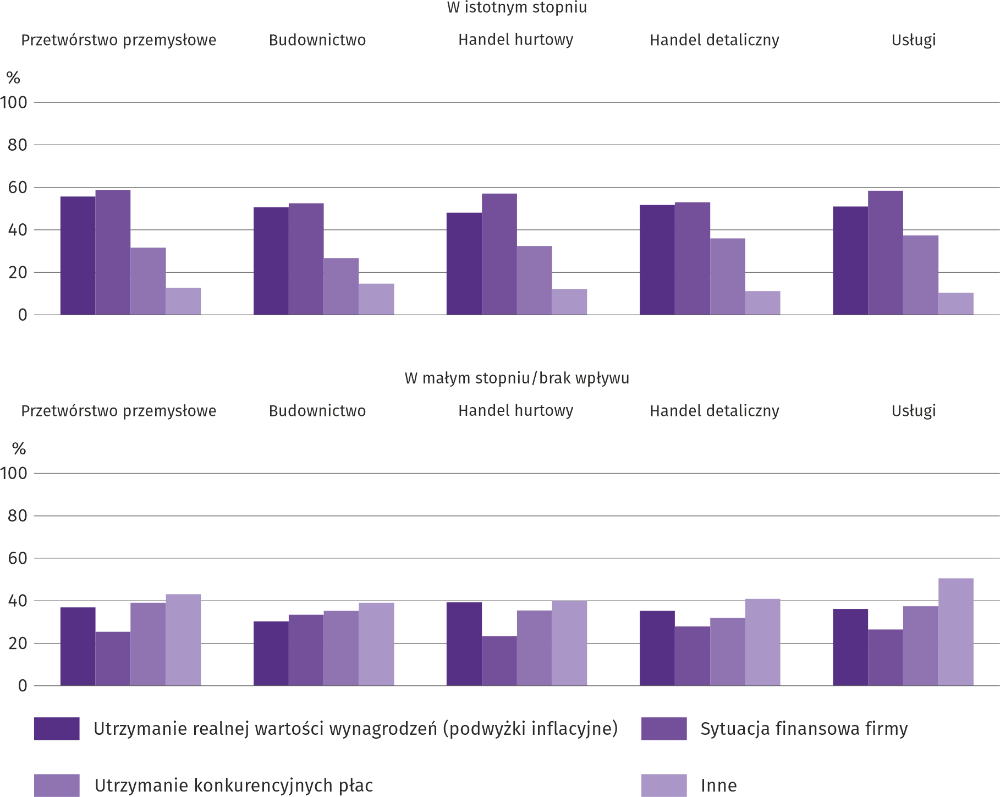 W istotnym stopniu
Przetwórstwo przemysłowe Budownictwo Handel hurtowy Handel detaliczny Usługi
%
100
80
60
40
20
0
W małym stopniu/brak wpływu
Przetwórstwo przemysłowe Budownictwo Handel hurtowy Handel detaliczny Usługi
%
100
80
60
40
20
0
Utrzymanie realnej wartości wynagrodzeń (podwyżki inflacyjne) Sytuacja finansowa firmy
Utrzymanie konkurencyjnych płac Inne